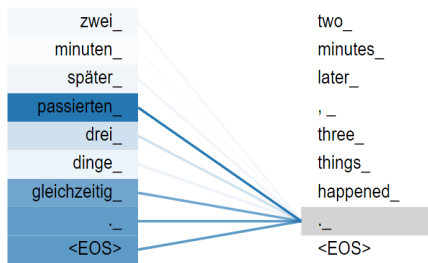 zwei_ two_
minuten_ minutes_
später_ later_
passierten_ , _
drei_ three_
dinge_ things_
gleichzeitig_ happened_
._ ._
<EOS> <EOS>